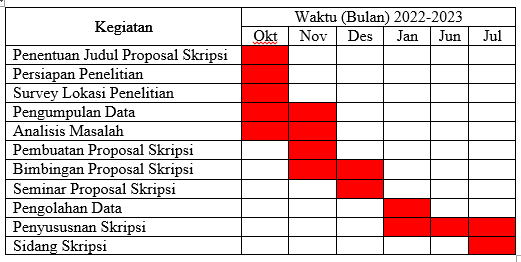 Kegiatan
Waktu (Bulan) 2022-2023
Okt Nov Des Jan Jun Jul
Penentuan Judul Proposal Skripsi
Persiapan Penelitian
Survey Lokasi Penelitian
Pengumpulan Data
Analisis Masalah
Pembuatan Proposal Skripsi
Bimbingan Proposal Skripsi
Seminar Proposal Skripsi
Pengolahan Data
Penyususnan Skripsi
Sidang Skripsi